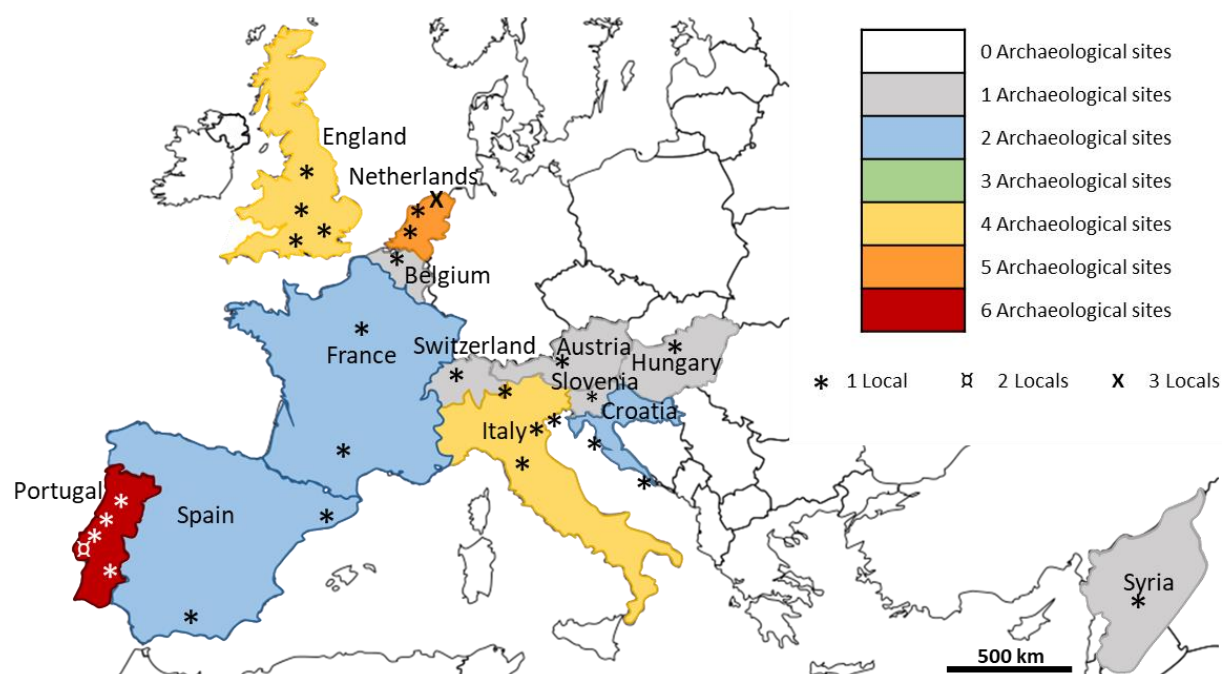 England
Netherlands
Belgium
France
Switzerland
Austria
Hungary
Slovenia
Croatia
Italy
Portugal
Spain
Syria
500 km
0 Archaeological sites
1 Archaeological sites
2 Archaeological sites
3 Archaeological sites
4 Archaeological sites
5 Archaeological sites
6 Archaeological sites
* 1 Local ¤ 2 Locals X 3 Locals